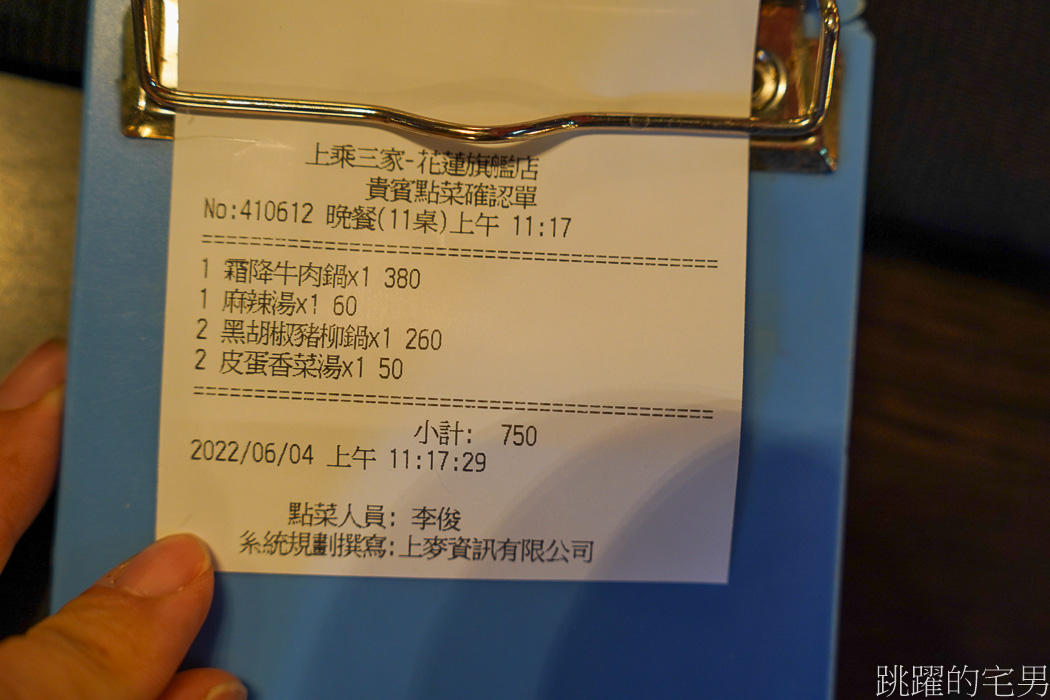 上乘三家-花蓮旗艦店
貴賓點菜確認單
No:410612 晚餐(11桌)上午 11:17
==================================================
1 霜降牛肉鍋x1 380
1 麻辣湯x1 60
2 黑胡椒豬柳鍋x1 260
2 皮蛋香菜湯x1 50
==================================================
小計: 750
2022/06/04 上午 11:17:29
點菜人員: 李俊
系統規劃撰寫:上麥資訊有限公司
跳躍的宅男